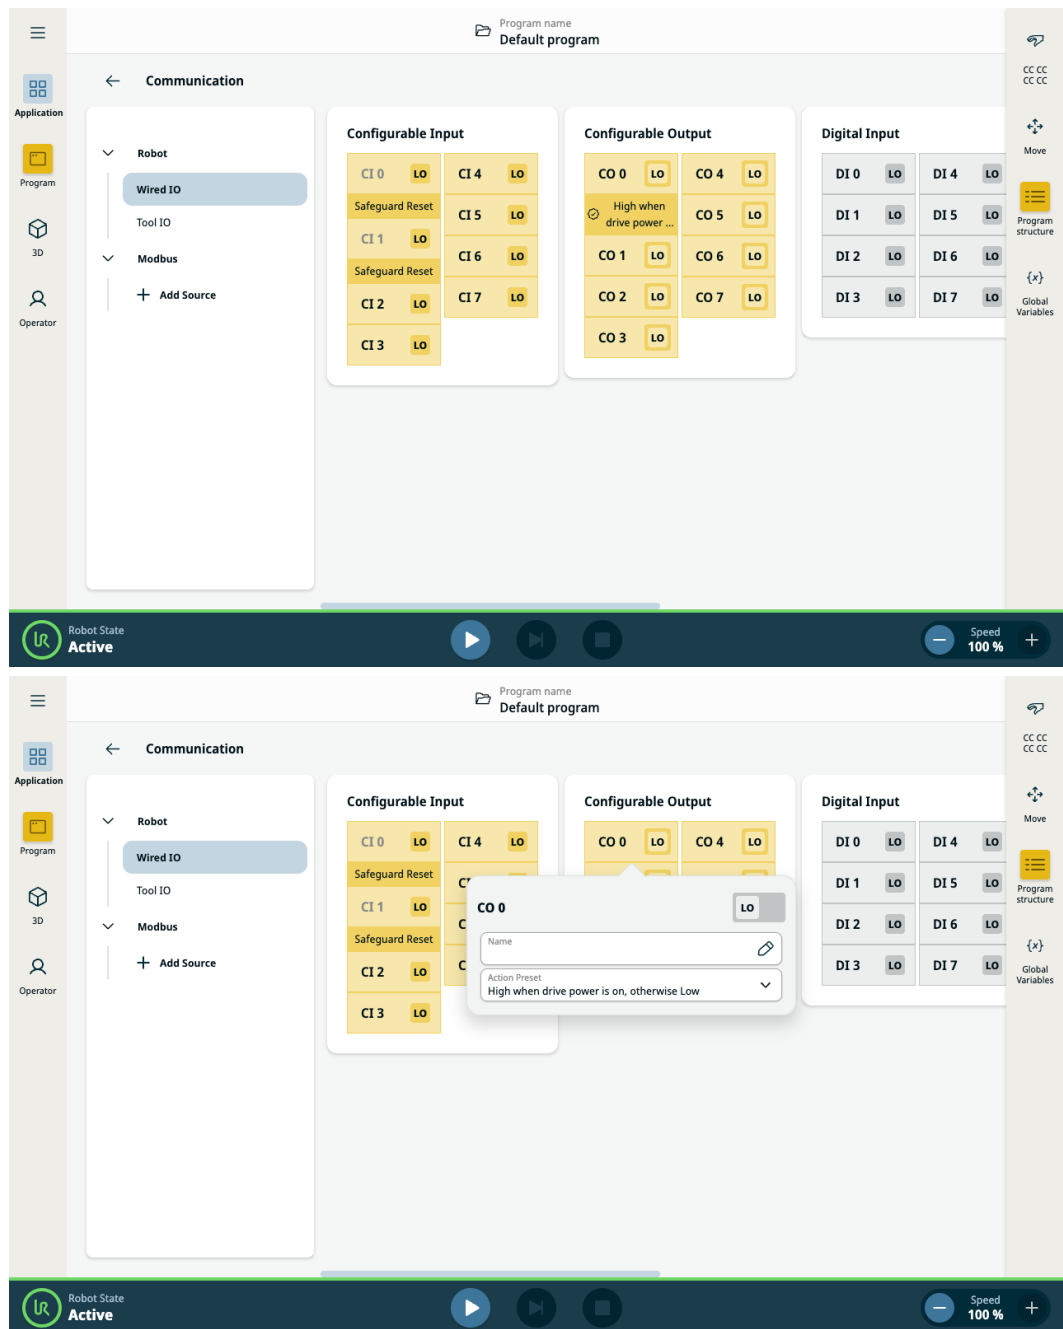 Program name
Default program
Communication
Application
Program
3D
Operator
Robot
Wired IO
Tool IO
Modbus
Add Source
Configurable Input
CI 0 LO CI 4 LO
Safeguard Reset
CI 5 LO
CI 1 LO
CI 6 LO
Safeguard Reset
CI 7 LO
CI 2 LO
CI 3 LO
Configurable Output
CO 0 LO CO 4 LO
High when
drive power ...
CO 5 LO
CO 1 LO CO 6 LO
CO 2 LO CO 7 LO
CO 3 LO
Digital Input
DI 0 LO DI 4 LO
DI 1 LO DI 5 LO
DI 2 LO DI 6 LO
DI 3 LO DI 7 LO
CC CC
CC CC
Move
Program
structure
{x}
Global
Variables
UR
Robot State
Active
Speed
100 %
Program name
Default program
Communication
Application
Program
3D
Operator
Robot
Wired IO
Tool IO
Modbus
Add Source
Configurable Input
CI 0 LO CI 4 LO
Safeguard Reset
CI 1 LO
Safeguard Reset
CI 2 LO
CI 3 LO
Configurable Output
CO 0 LO CO 4 LO
CO 0 LO
Name
Action Preset
High when drive power is on, otherwise Low
Digital Input
DI 0 LO DI 4 LO
DI 1 LO DI 5 LO
DI 2 LO DI 6 LO
DI 3 LO DI 7 LO
CC CC
CC CC
Move
Program
structure
{x}
Global
Variables
UR
Robot State
Active
Speed
100 %